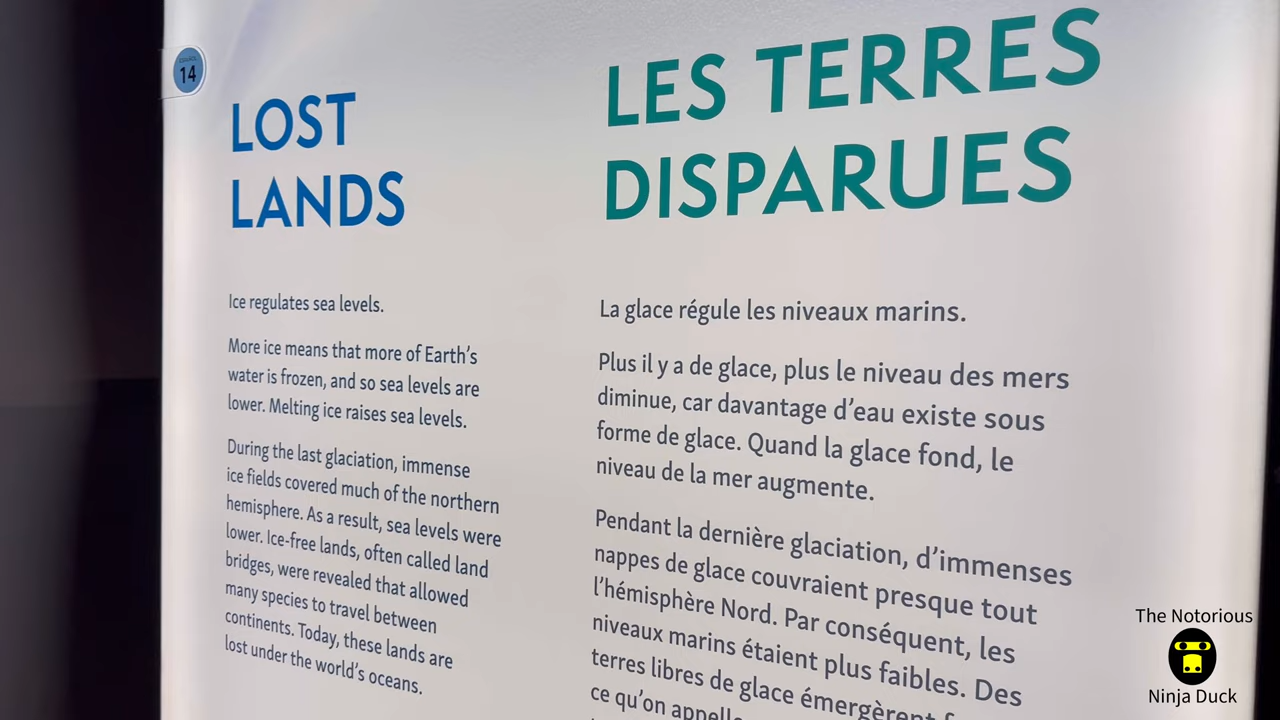 14
LOST
LANDS
Ice regulates sea levels.
More ice means that more of Earth's
water is frozen, and so sea levels are
lower. Melting ice raises sea levels.
During the last glaciation, immense
ice fields covered much of the northern
hemisphere. As a result, sea levels were
lower. Ice-free lands, often called land
bridges, were revealed that allowed
many species to travel between
continents. Today, these lands are
lost under the world's oceans.
LES TERRES
DISPARUES
La glace régule les niveaux marins.
Plus il y a de glace, plus le niveau des mers
diminue, car davantage d'eau existe sous
forme de glace. Quand la glace fond, le
niveau de la mer augmente.
Pendant la dernière glaciation, d'immenses
nappes de glace couvraient presque tout
l'hémisphère Nord. Par conséquent, les
niveaux marins étaient plus faibles. Des
terres libres de glace émergèrent
ce qu'on appelle
The Notorious
Ninja Duck